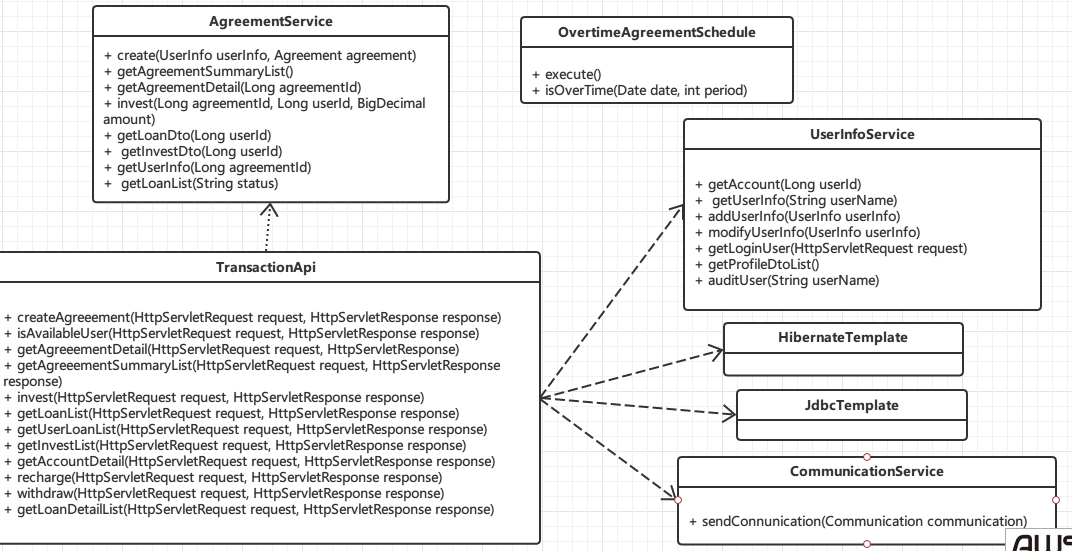 AgreementService
+ create(UserInfo userInfo, Agreement agreement)
+ getAgreementSummaryList()
+ getAgreementDetail(Long agreementId)
+ invest(Long agreementId, Long userId, BigDecimal
amount)
+ getLoanDto(Long userId)
+ getInvestDto(Long userId)
+ getUserInfo(Long agreementId)
+ getLoanList(String status)
OvertimeAgreementSchedule
+ execute()
+ isOverTime(Date date, int period)
UserInfoService
+ getAccount(Long userId)
+ getUserInfo(String userName)
+ addUserInfo(UserInfo userInfo)
+ modifyUserInfo(UserInfo userInfo)
+ getLoginUser(HttpServletRequest request)
+ getProfileDtoList()
+ auditUser(String userName)
TransactionApi
+ createAgreeement(HttpServletRequest request, HttpServletResponse response)
+ isAvailableUser(HttpServletRequest request, HttpServletResponse response)
+ getAgreeementDetail(HttpServletRequest request, HttpServletResponse response)
+ getAgreeementSummaryList(HttpServletRequest request, HttpServletResponse
response)
+ invest(HttpServletRequest request, HttpServletResponse response)
+ getLoanList(HttpServletRequest request, HttpServletResponse response)
+ getUserLoanList(HttpServletRequest request, HttpServletResponse response)
+ getInvestList(HttpServletRequest request, HttpServletResponse response)
+ getAccountDetail(HttpServletRequest request, HttpServletResponse response)
+ recharge(HttpServletRequest request, HttpServletResponse response)
+ withdraw(HttpServletRequest request, HttpServletResponse response)
+ getLoanDetailList(HttpServletRequest request, HttpServletResponse response)
HibernateTemplate
JdbcTemplate
CommunicationService
+ sendConnunication(Communication communication)